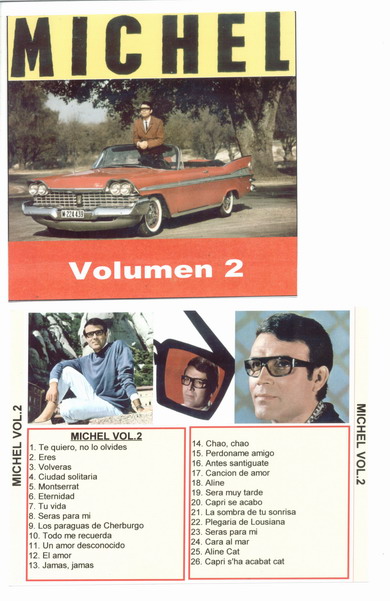 MICHEL
Volumen 2
MICHEL VOL.2
MICHEL VOL.2
1. Te quiero, no lo olvides
2. Eres
3. Volveras
4. Ciudad solitaria
5. Montserrat
6. Eternidad
7. Tu vida
8. Seras para mi
9. Los paraguas de Cherburgo
10. Todo me recuerda
11. Un amor desconocido
12. El amor
13. Jamas, jamas
14. Chao, chao
15. Perdoname amigo
16. Antes santiguate
17. Cancion de amor
18. Aline
19. Sera muy tarde
20. Capri se acabo
21. La sombra de tu sonrisa
22. Plegaria de Lousiana
23. Seras para mi
24. Cara al mar
25. Aline Cat
26. Capri s'ha acabat cat
MICHEL VOL.2